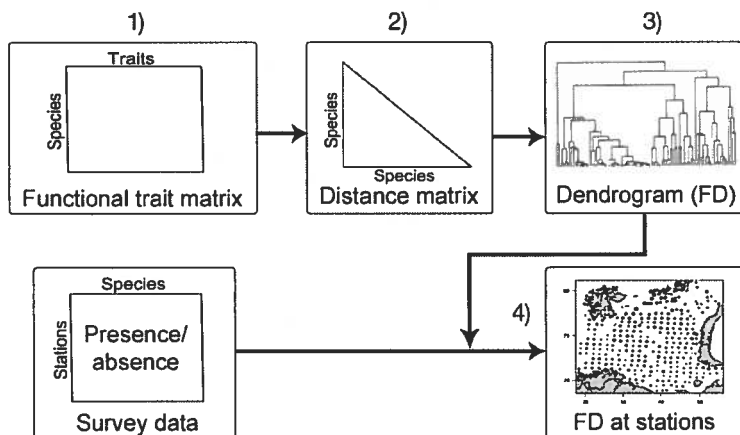 1)
2)
3)
Traits
Species
Functional trait matrix
Species
Species
Distance matrix
Dendrogram (FD)
Species
Stations
Presence/
absence
Survey data
4)
FD at stations